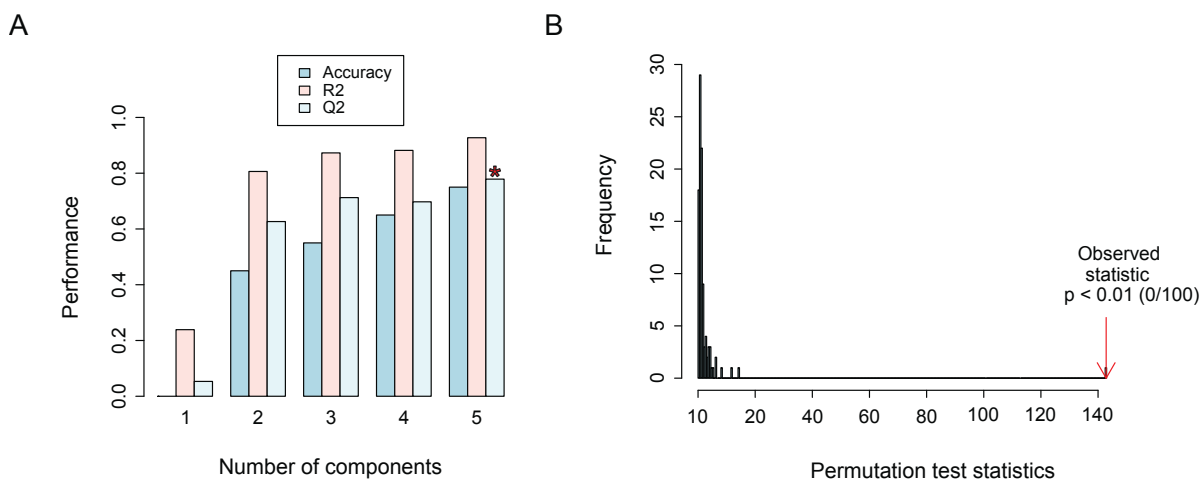 A
Accuracy
R2
Q2
Performance
0.0
0.2
0.4
0.6
0.8
1.0
*
1 2 3 4 5
Number of components
B
Frequency
0
5
10
15
20
25
30
Observed
statistic
p < 0.01 (0/100)
10 20 40 60 80 100 120 140
Permutation test statistics